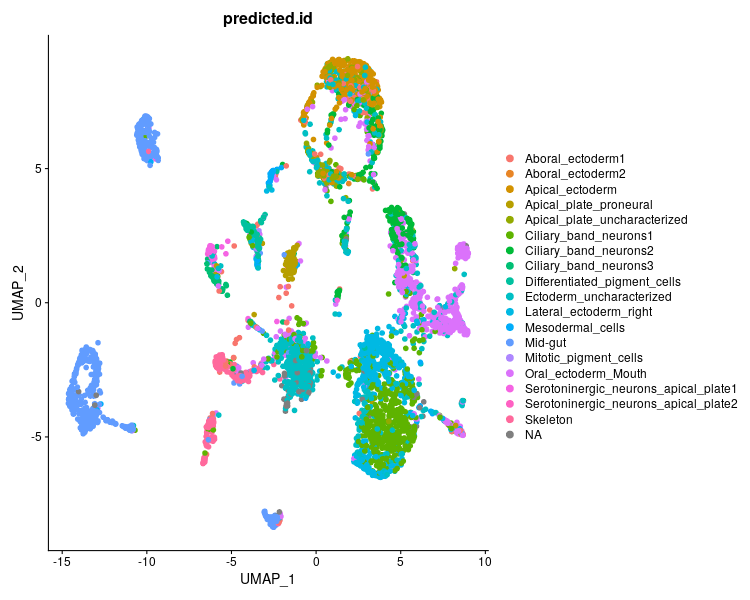 predicted.id
5
0
-5
UMAP_2
-15
-10
-5
0
5
10
UMAP_1
Aboral_ectoderm1
Aboral_ectoderm2
Apical_ectoderm
Apical_plate_proneural
Apical_plate_uncharacterized
Ciliary_band_neurons1
Ciliary_band_neurons2
Ciliary_band_neurons3
Differentiated_pigment_cells
Ectoderm_uncharacterized
Lateral_ectoderm_right
Mesodermal_cells
Mid-gut
Mitotic_pigment_cells
Oral_ectoderm_Mouth
Serotoninergic_neurons_apical_plate1
Serotoninergic_neurons_apical_plate2
Skeleton
NA